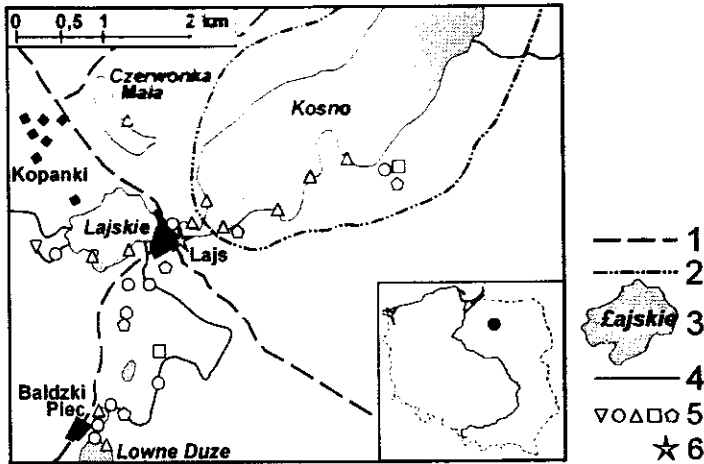 0 0,5 1 2 km
Czerwonka
Mała
Kosno
Kopanki
Lajskie
Lajs
Baldzki
Piec
Lowne Duze
1
2
Łajskie 3
4
5
6